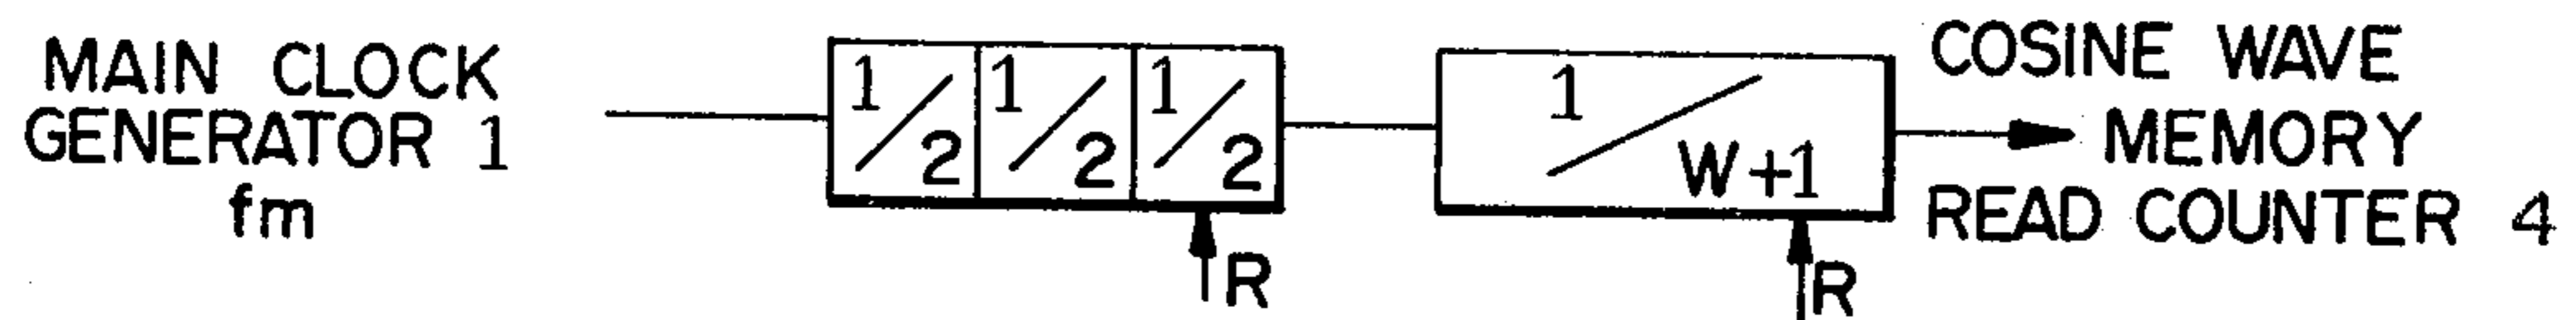 MAIN CLOCK
GENERATOR 1
fm
1/2 1/2 1/2
R
1/W+1
R
COSINE WAVE
MEMORY
READ COUNTER 4